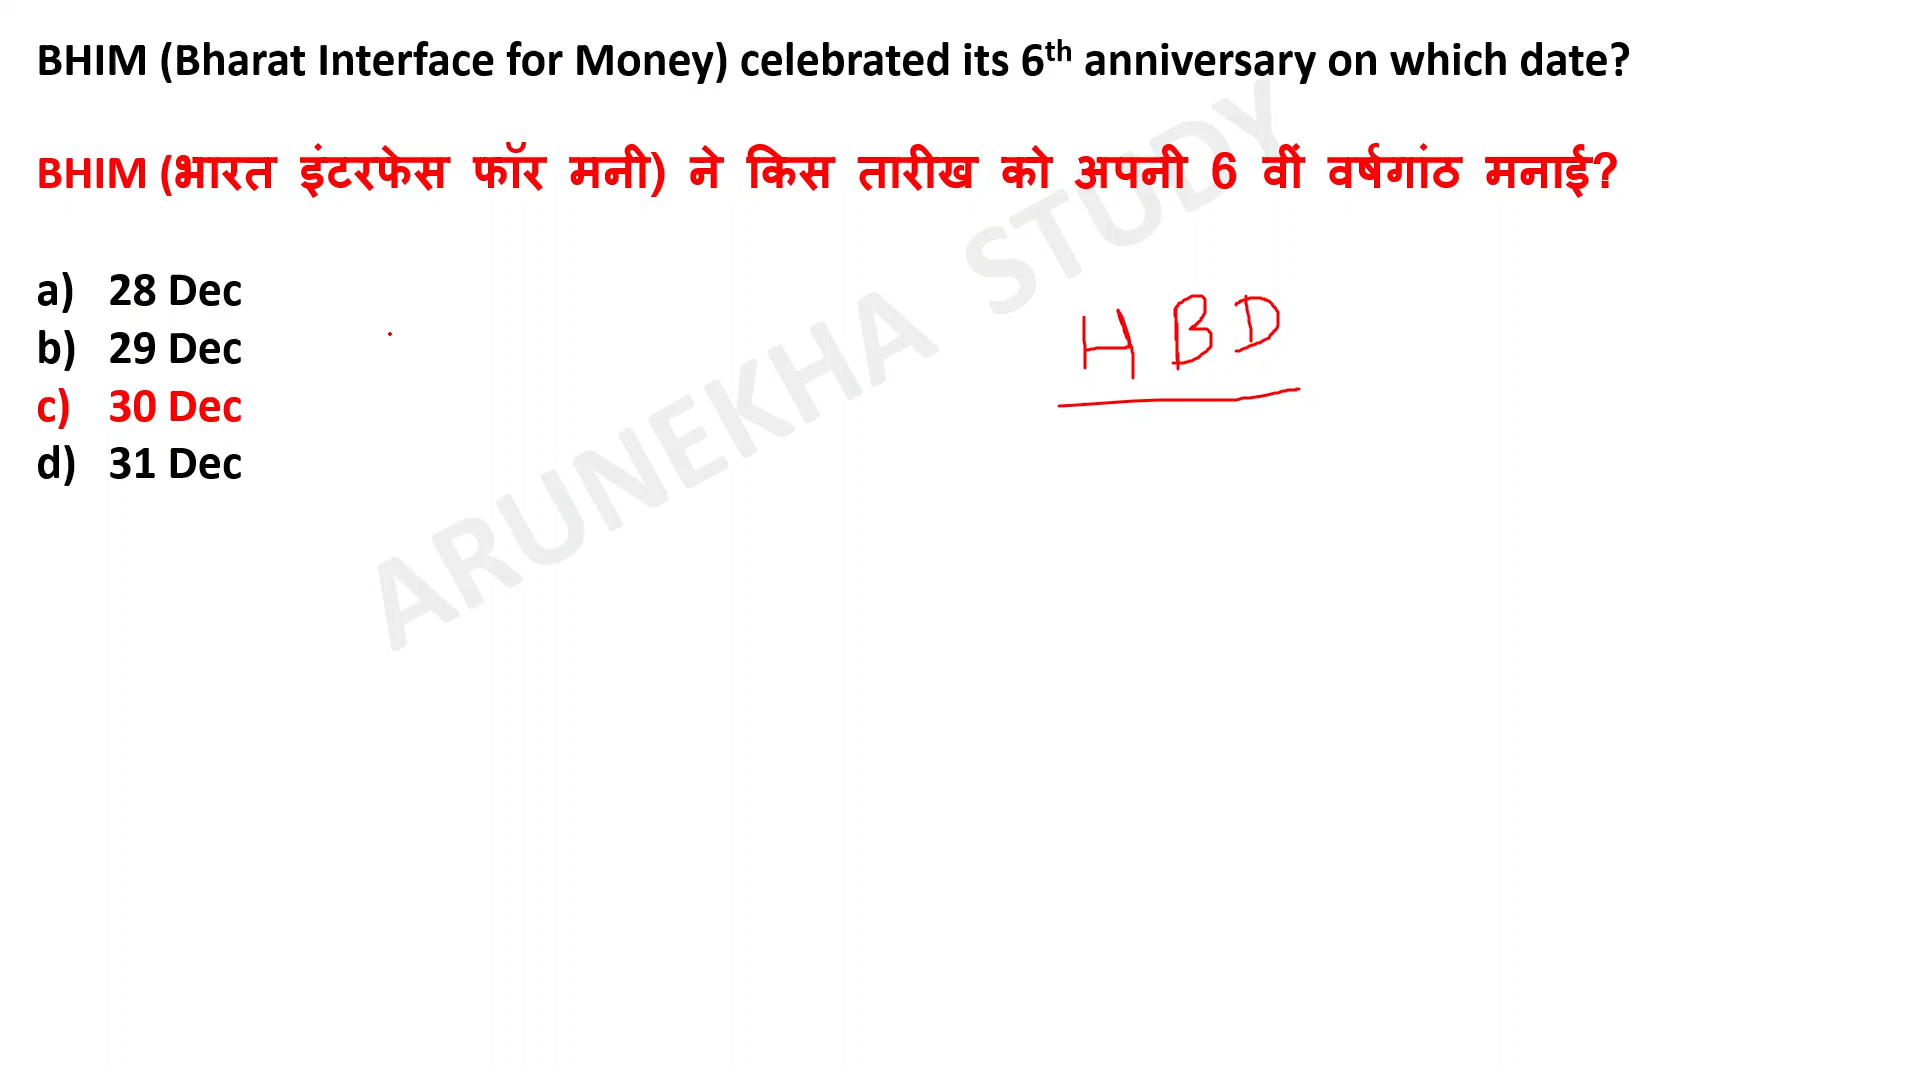 BHIM (Bharat Interface for Money) celebrated its 6th anniversary on which date?
BHIM (भारत इंटरफेस फॉर मनी) ने किस तारीख को अपनी 6 वीं वर्षगांठ मनाई?
a) 28 Dec
b) 29 Dec
c) 30 Dec
d) 31 Dec
HBD
ARUNEKHA STUDY